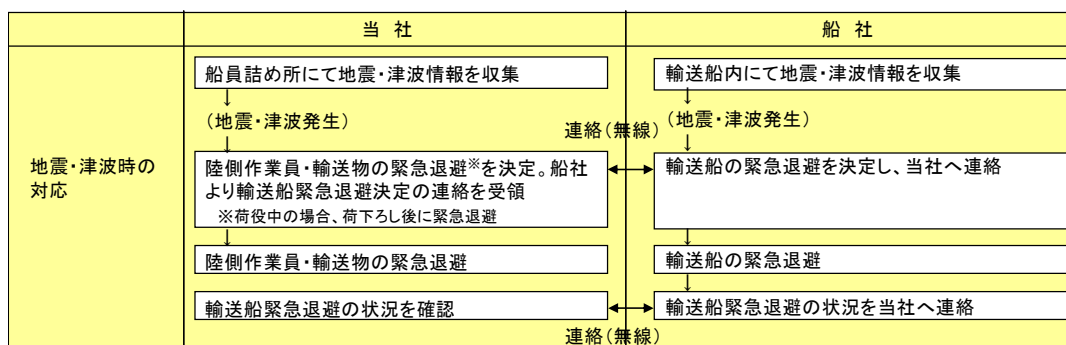 当 社
船 社
地震・津波時の
対応
船員詰め所にて地震・津波情報を収集
↓
(地震・津波発生)
↓
陸側作業員・輸送物の緊急退避※を決定。船社
より輸送船緊急退避決定の連絡を受領
※荷役中の場合、荷下ろし後に緊急退避
↓
陸側作業員・輸送物の緊急退避
輸送船緊急退避の状況を確認
連絡(無線)
輸送船内にて地震・津波情報を収集
↓
(地震・津波発生)
↓
輸送船の緊急退避を決定し、当社へ連絡
↓
輸送船の緊急退避
↓
輸送船緊急退避の状況を当社へ連絡
連絡(無線)